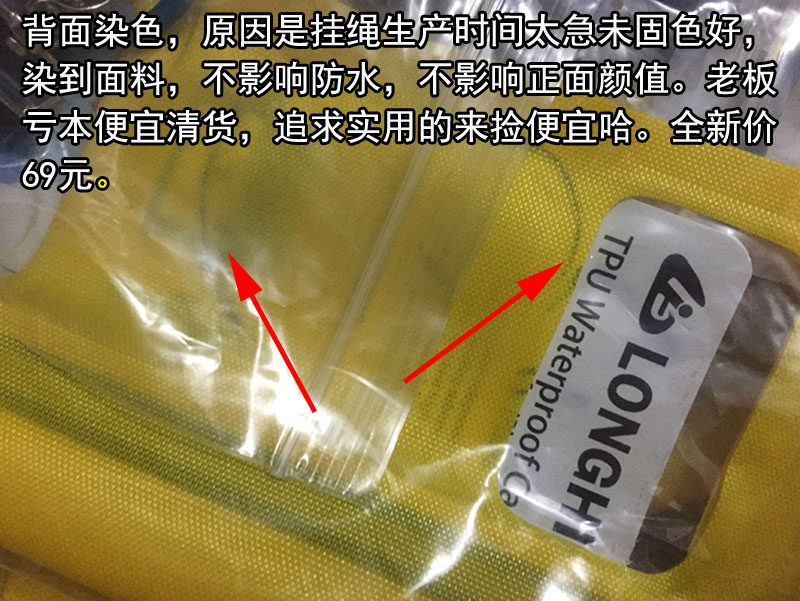 背面染色，原因是挂绳生产时间太急未固色好，
染到面料，不影响防水，不影响正面颜值。老板
亏本便宜清货，追求实用的来捡便宜哈。全新价
69元。
LONGHI
TPU Waterproof Ca